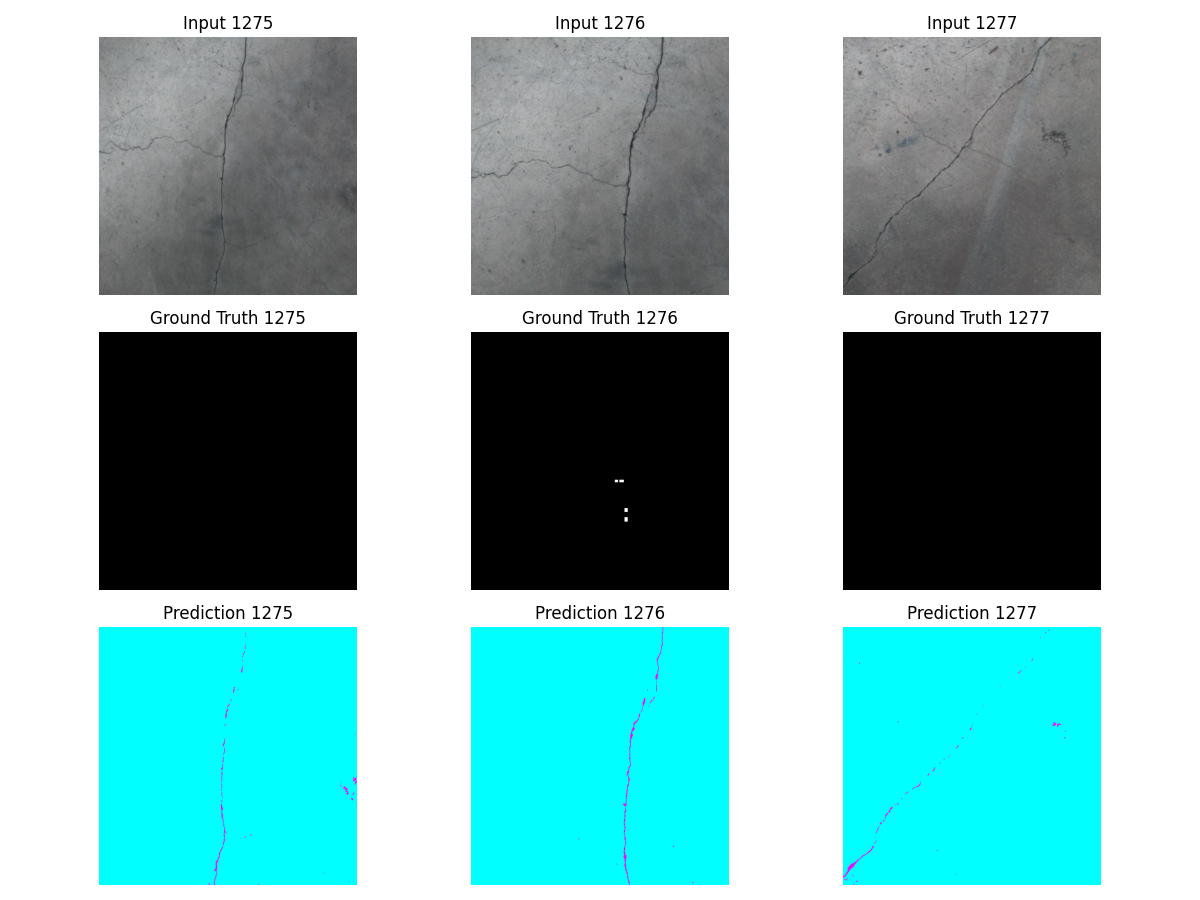 Input 1275
Input 1276
Input 1277
Ground Truth 1275
Ground Truth 1276
Ground Truth 1277
Prediction 1275
Prediction 1276
Prediction 1277